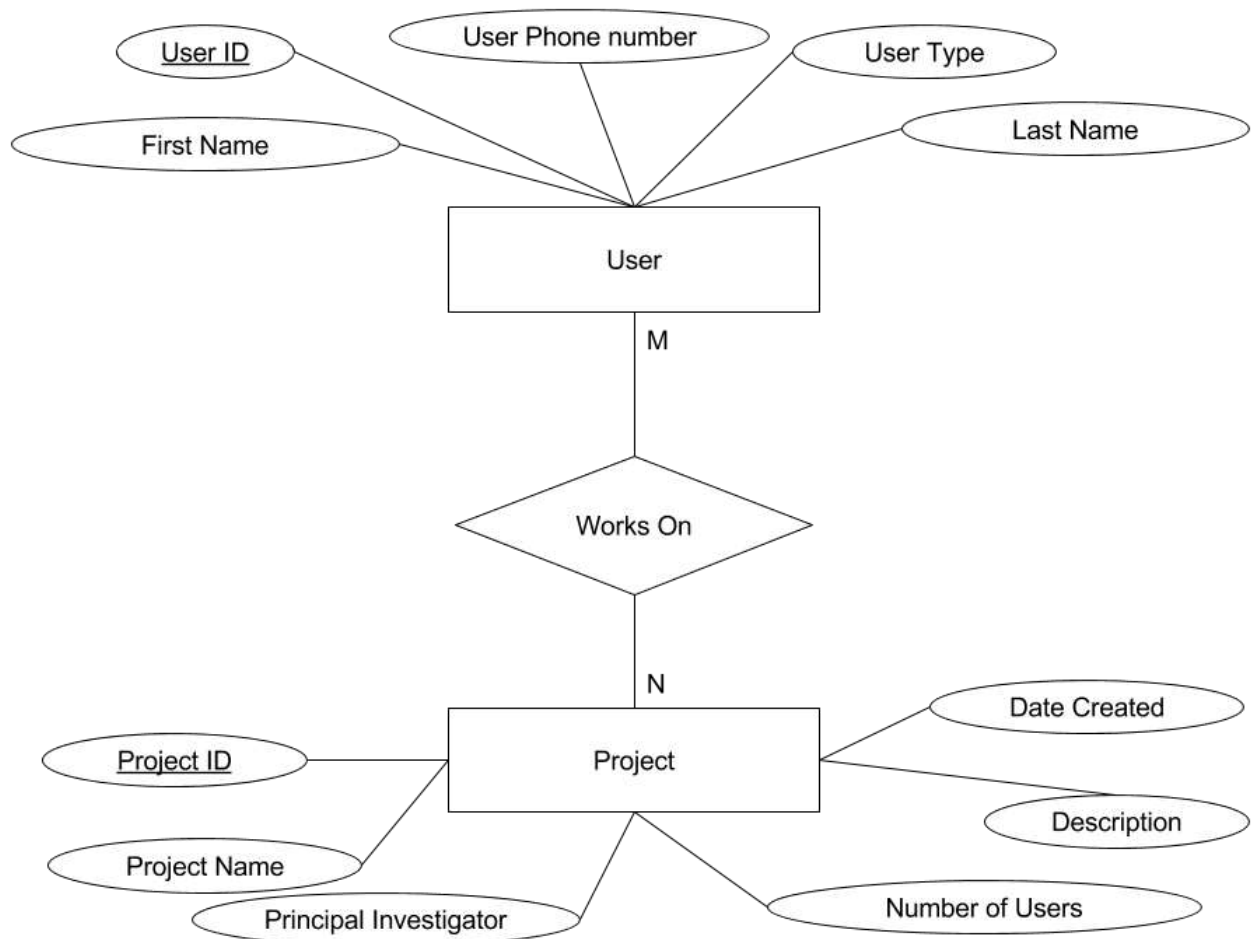 User ID
User Phone number
User Type
First Name
Last Name
User
M
Works On
N
Date Created
Project ID
Project
Description
Project Name
Principal Investigator
Number of Users